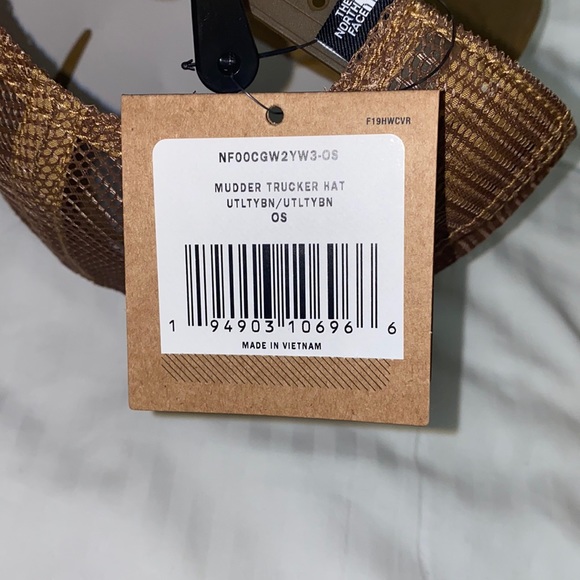 THE
NORTH
FACE
F19HWCVR
NF00CGW2YW3-OS
MUDDER TRUCKER HAT
UTLTYBN/UTLTYBN
OS
1 94903 10696 6
MADE IN VIETNAM